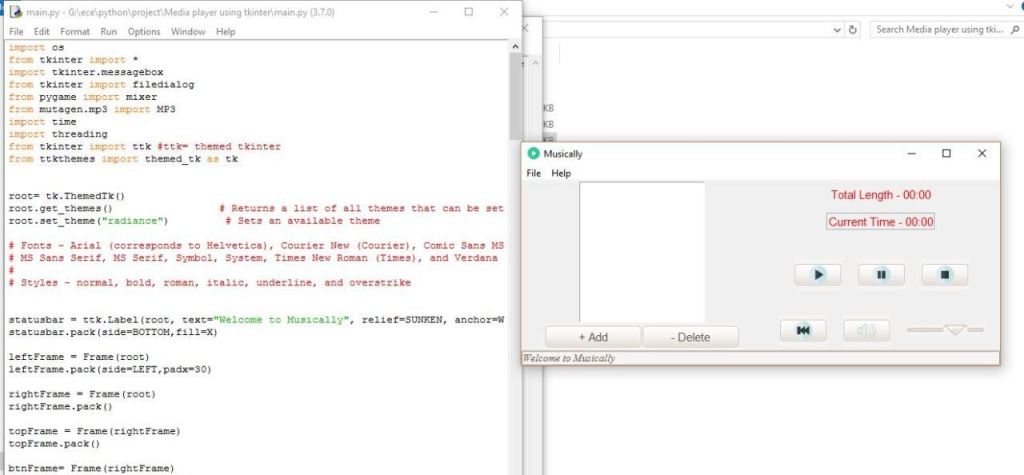 main.py - G:\ece\python\project\Media player using tkinter\main.py (3.7.0)
File Edit Format Run Options Window Help
import os
from tkinter import *
import tkinter.messagebox
from tkinter import filedialog
from pygame import mixer
from mutagen.mp3 import MP3
import time
import threading
from tkinter import ttk #ttk= themed tkinter
from ttkthemes import themed_tk as tk
root= tk.ThemedTk()
root.get_themes() # Returns a list of all themes that can be set
root.set_theme("radiance") # Sets an available theme
# Fonts - Arial (corresponds to Helvetica), Courier New (Courier), Comic Sans MS
# MS Sans Serif, MS Serif, Symbol, System, Times New Roman (Times), and Verdana
#
# Styles - normal, bold, roman, italic, underline, and overstrike
statusbar = ttk.Label(root, text="Welcome to Musically", relief=SUNKEN, anchor=W
statusbar.pack(side=BOTTOM,fill=X)
leftFrame = Frame(root)
leftFrame.pack(side=LEFT,padx=30)
rightFrame = Frame(root)
rightFrame.pack()
topFrame = Frame(rightFrame)
topFrame.pack()
btnFrame= Frame(rightFrame)
Search Media player using tki...
KB
KB
KB
Musically
File Help
Total Length - 00:00
Current Time - 00:00
+ Add - Delete
Welcome to Musically